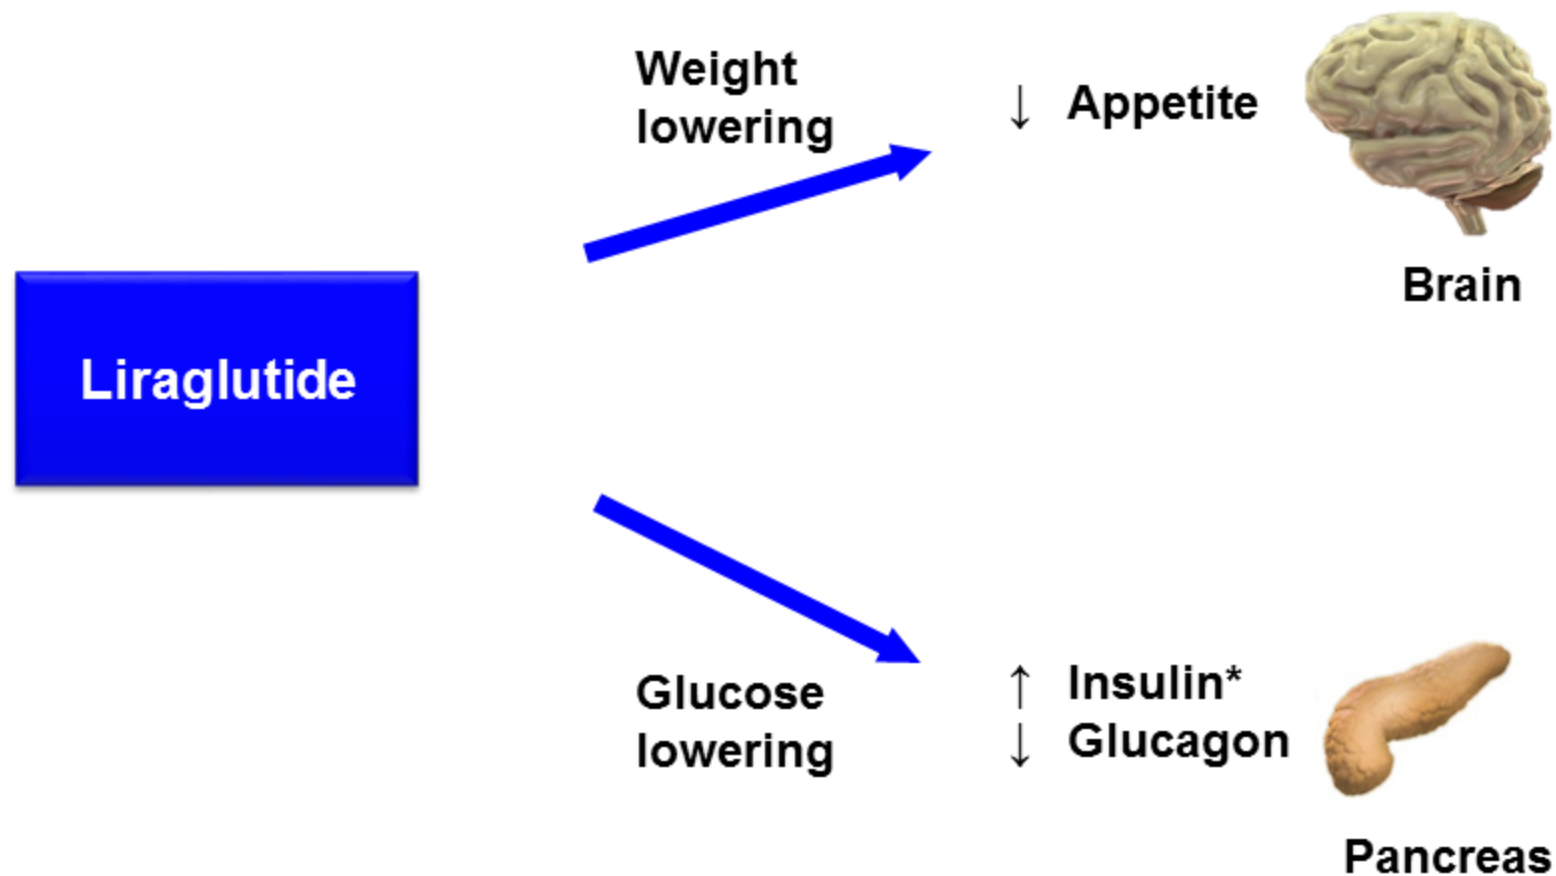 Weight
lowering
↓ Appetite
Brain
Liraglutide
Glucose
lowering
↑ Insulin*
↓ Glucagon
Pancreas